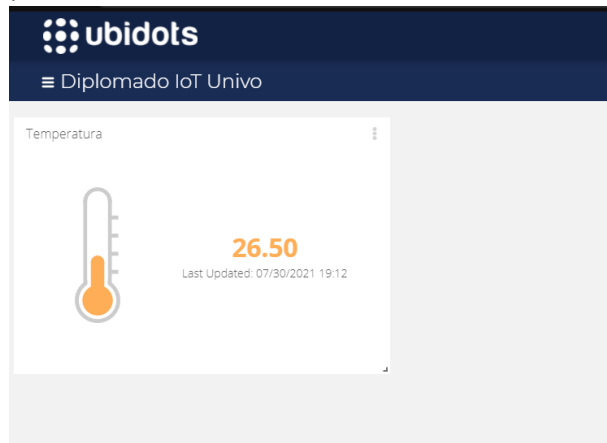 ubidots
Diplomado IoT Univo
Temperatura
26.50
Last Updated: 07/30/2021 19:12